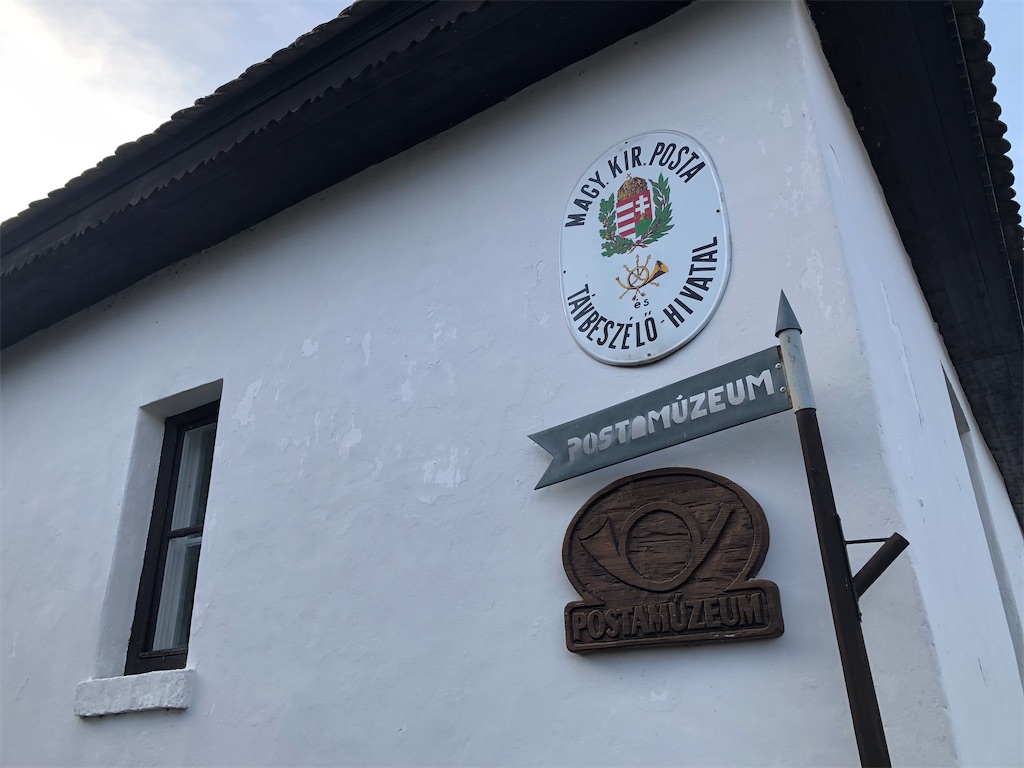 MAGY. KIR. POSTA
és
TÁVBESZÉLŐ-HIVATAL
POSTAMÚZEUM
POSTAMÚZEUM